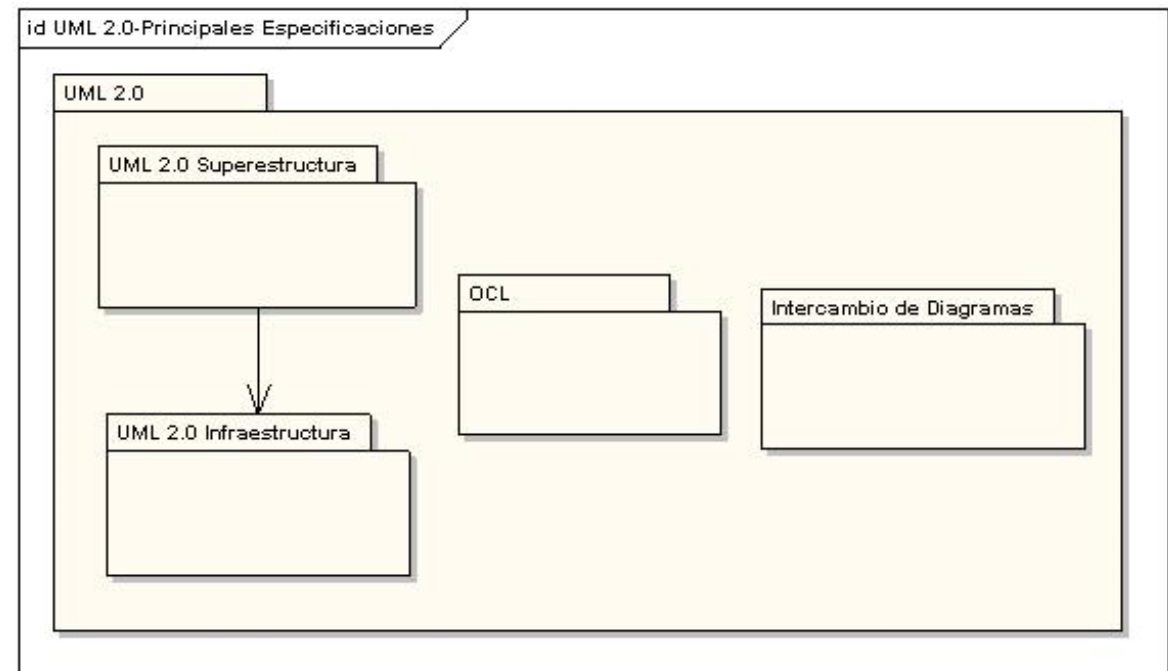 id UML 2.0-Principales Especificaciones
UML 2.0
UML 2.0 Superestructura
OCL
Intercambio de Diagramas
UML 2.0 Infraestructura